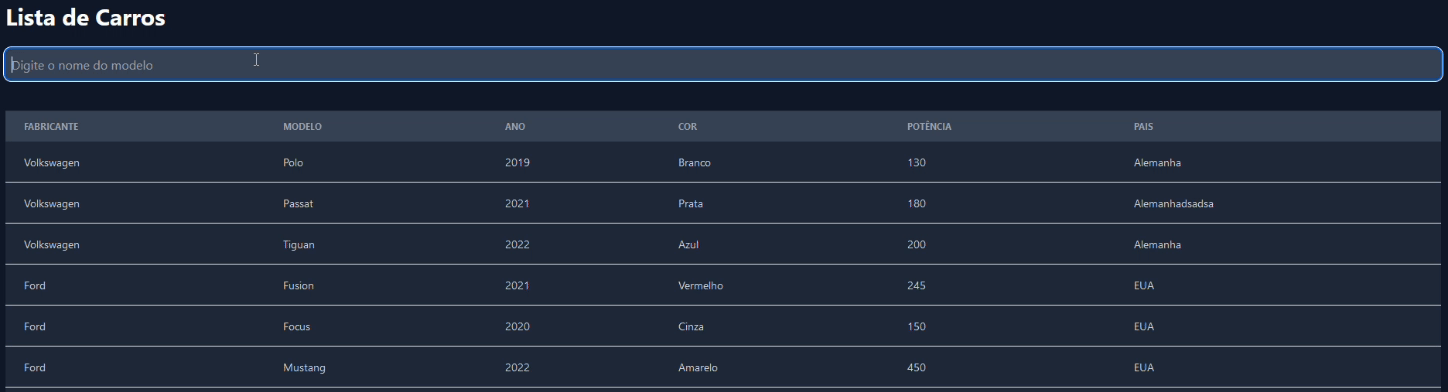 Lista de Carros
Digite o nome do modelo
FABRICANTE MODELO ANO COR POTÊNCIA PAIS
Volkswagen Polo 2019 Branco 130 Alemanha
Volkswagen Passat 2021 Prata 180 Alemanhadsadsa
Volkswagen Tiguan 2022 Azul 200 Alemanha
Ford Fusion 2021 Vermelho 245 EUA
Ford Focus 2020 Cinza 150 EUA
Ford Mustang 2022 Amarelo 450 EUA